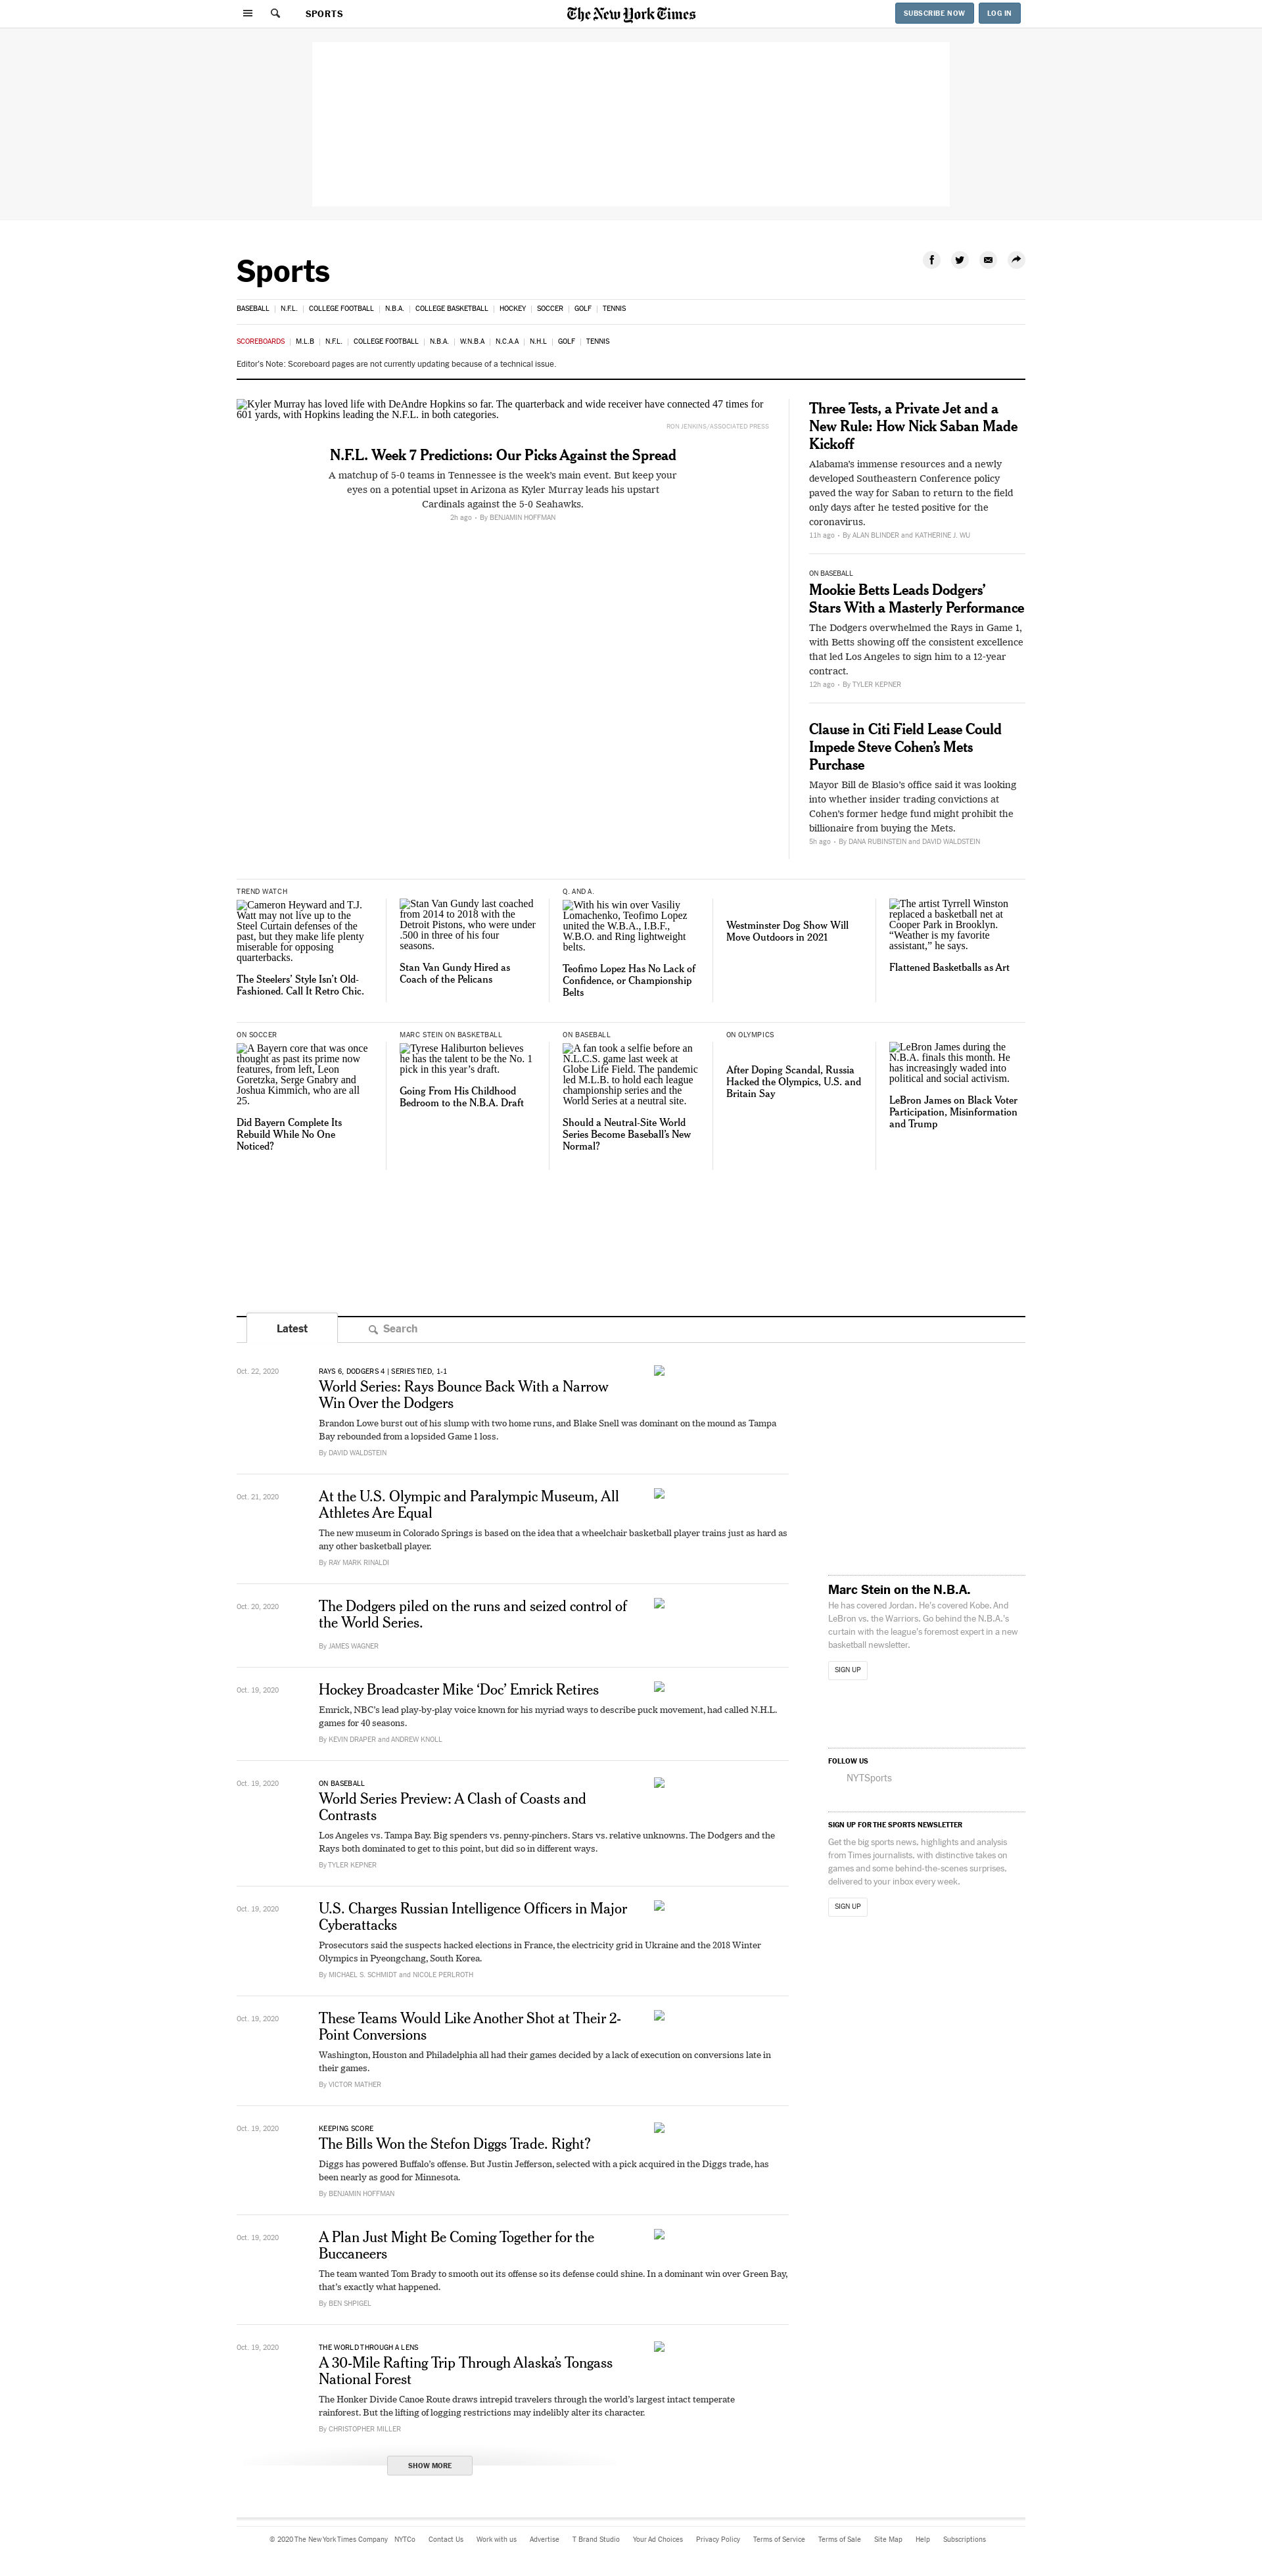 SPORTS
The New York Times
SUBSCRIBE NOW
LOG IN
Sports
BASEBALL | N.F.L. | COLLEGE FOOTBALL | N.B.A. | COLLEGE BASKETBALL | HOCKEY | SOCCER | GOLF | TENNIS
SCOREBOARDS | M.L.B | N.F.L. | COLLEGE FOOTBALL | N.B.A. | W.N.B.A | N.C.A.A | N.H.L | GOLF | TENNIS
Editor's Note: Scoreboard pages are not currently updating because of a technical issue.
Kyler Murray has loved life with DeAndre Hopkins so far. The quarterback and wide receiver have connected 47 times for
601 yards, with Hopkins leading the N.F.L. in both categories.
RON JENKINS/ASSOCIATED PRESS
N.F.L. Week 7 Predictions: Our Picks Against the Spread
A matchup of 5-0 teams in Tennessee is the week's main event. But keep your
eyes on a potential upset in Arizona as Kyler Murray leads his upstart
Cardinals against the 5-0 Seahawks.
2h ago • By BENJAMIN HOFFMAN
Three Tests, a Private Jet and a
New Rule: How Nick Saban Made
Kickoff
Alabama's immense resources and a newly
developed Southeastern Conference policy
paved the way for Saban to return to the field
only days after he tested positive for the
coronavirus.
11h ago • By ALAN BLINDER and KATHERINE J. WU
ON BASEBALL
Mookie Betts Leads Dodgers’
Stars With a Masterly Performance
The Dodgers overwhelmed the Rays in Game 1,
with Betts showing off the consistent excellence
that led Los Angeles to sign him to a 12-year
contract.
12h ago • By TYLER KEPNER
Clause in Citi Field Lease Could
Impede Steve Cohen’s Mets
Purchase
Mayor Bill de Blasio's office said it was looking
into whether insider trading convictions at
Cohen's former hedge fund might prohibit the
billionaire from buying the Mets.
5h ago • By DANA RUBINSTEIN and DAVID WALDSTEIN
TREND WATCH
Cameron Heyward and T.J.
Watt may not live up to the
Steel Curtain defenses of the
past, but they make life plenty
miserable for opposing
quarterbacks.
The Steelers’ Style Isn’t Old-
Fashioned. Call It Retro Chic.
Stan Van Gundy last coached
from 2014 to 2018 with the
Detroit Pistons, who were under
.500 in three of his four
seasons.
Stan Van Gundy Hired as
Coach of the Pelicans
Q. AND A.
With his win over Vasiliy
Lomachenko, Teofimo Lopez
united the W.B.A., I.B.F.,
W.B.O. and Ring lightweight
belts.
Teofimo Lopez Has No Lack of
Confidence, or Championship
Belts
Westminster Dog Show Will
Move Outdoors in 2021
The artist Tyrrell Winston
replaced a basketball net at
Cooper Park in Brooklyn.
“Weather is my favorite
assistant,” he says.
Flattened Basketballs as Art
ON SOCCER
A Bayern core that was once
thought as past its prime now
features, from left, Leon
Goretzka, Serge Gnabry and
Joshua Kimmich, who are all
25.
Did Bayern Complete Its
Rebuild While No One
Noticed?
MARC STEIN ON BASKETBALL
Tyrese Haliburton believes
he has the talent to be the No. 1
pick in this year’s draft.
Going From His Childhood
Bedroom to the N.B.A. Draft
ON BASEBALL
A fan took a selfie before an
N.L.C.S. game last week at
Globe Life Field. The pandemic
led M.L.B. to hold each league
championship series and the
World Series at a neutral site.
Should a Neutral-Site World
Series Become Baseball’s New
Normal?
ON OLYMPICS
After Doping Scandal, Russia
Hacked the Olympics, U.S. and
Britain Say
LeBron James during the
N.B.A. finals this month. He
has increasingly waded into
political and social activism.
LeBron James on Black Voter
Participation, Misinformation
and Trump
Latest
Search
Oct. 22, 2020
RAYS 6, DODGERS 4 | SERIES TIED, 1-1
World Series: Rays Bounce Back With a Narrow
Win Over the Dodgers
Brandon Lowe burst out of his slump with two home runs, and Blake Snell was dominant on the mound as Tampa
Bay rebounded from a lopsided Game 1 loss.
By DAVID WALDSTEIN
Oct. 21, 2020
At the U.S. Olympic and Paralympic Museum, All
Athletes Are Equal
The new museum in Colorado Springs is based on the idea that a wheelchair basketball player trains just as hard as
any other basketball player.
By RAY MARK RINALDI
Oct. 20, 2020
The Dodgers piled on the runs and seized control of
the World Series.
By JAMES WAGNER
Oct. 19, 2020
Hockey Broadcaster Mike ‘Doc’ Emrick Retires
Emrick, NBC’s lead play-by-play voice known for his myriad ways to describe puck movement, had called N.H.L.
games for 40 seasons.
By KEVIN DRAPER and ANDREW KNOLL
Oct. 19, 2020
ON BASEBALL
World Series Preview: A Clash of Coasts and
Contrasts
Los Angeles vs. Tampa Bay. Big spenders vs. penny-pinchers. Stars vs. relative unknowns. The Dodgers and the
Rays both dominated to get to this point, but did so in different ways.
By TYLER KEPNER
Oct. 19, 2020
U.S. Charges Russian Intelligence Officers in Major
Cyberattacks
Prosecutors said the suspects hacked elections in France, the electricity grid in Ukraine and the 2018 Winter
Olympics in Pyeongchang, South Korea.
By MICHAEL S. SCHMIDT and NICOLE PERLROTH
Oct. 19, 2020
These Teams Would Like Another Shot at Their 2-
Point Conversions
Washington, Houston and Philadelphia all had their games decided by a lack of execution on conversions late in
their games.
By VICTOR MATHER
Oct. 19, 2020
KEEPING SCORE
The Bills Won the Stefon Diggs Trade. Right?
Diggs has powered Buffalo’s offense. But Justin Jefferson, selected with a pick acquired in the Diggs trade, has
been nearly as good for Minnesota.
By BENJAMIN HOFFMAN
Oct. 19, 2020
A Plan Just Might Be Coming Together for the
Buccaneers
The team wanted Tom Brady to smooth out its offense so its defense could shine. In a dominant win over Green Bay,
that’s exactly what happened.
By BEN SHPIGEL
Oct. 19, 2020
THE WORLD THROUGH A LENS
A 30-Mile Rafting Trip Through Alaska’s Tongass
National Forest
The Honker Divide Canoe Route draws intrepid travelers through the world’s largest intact temperate
rainforest. But the lifting of logging restrictions may indelibly alter its character.
By CHRISTOPHER MILLER
SHOW MORE
Marc Stein on the N.B.A.
He has covered Jordan. He's covered Kobe. And
LeBron vs. the Warriors. Go behind the N.B.A.'s
curtain with the league's foremost expert in a new
basketball newsletter.
SIGN UP
FOLLOW US
NYTSports
SIGN UP FOR THE SPORTS NEWSLETTER
Get the big sports news, highlights and analysis
from Times journalists, with distinctive takes on
games and some behind-the-scenes surprises,
delivered to your inbox every week.
SIGN UP
© 2020 The New York Times Company NYTCo Contact Us Work with us Advertise T Brand Studio Your Ad Choices Privacy Policy Terms of Service Terms of Sale Site Map Help Subscriptions